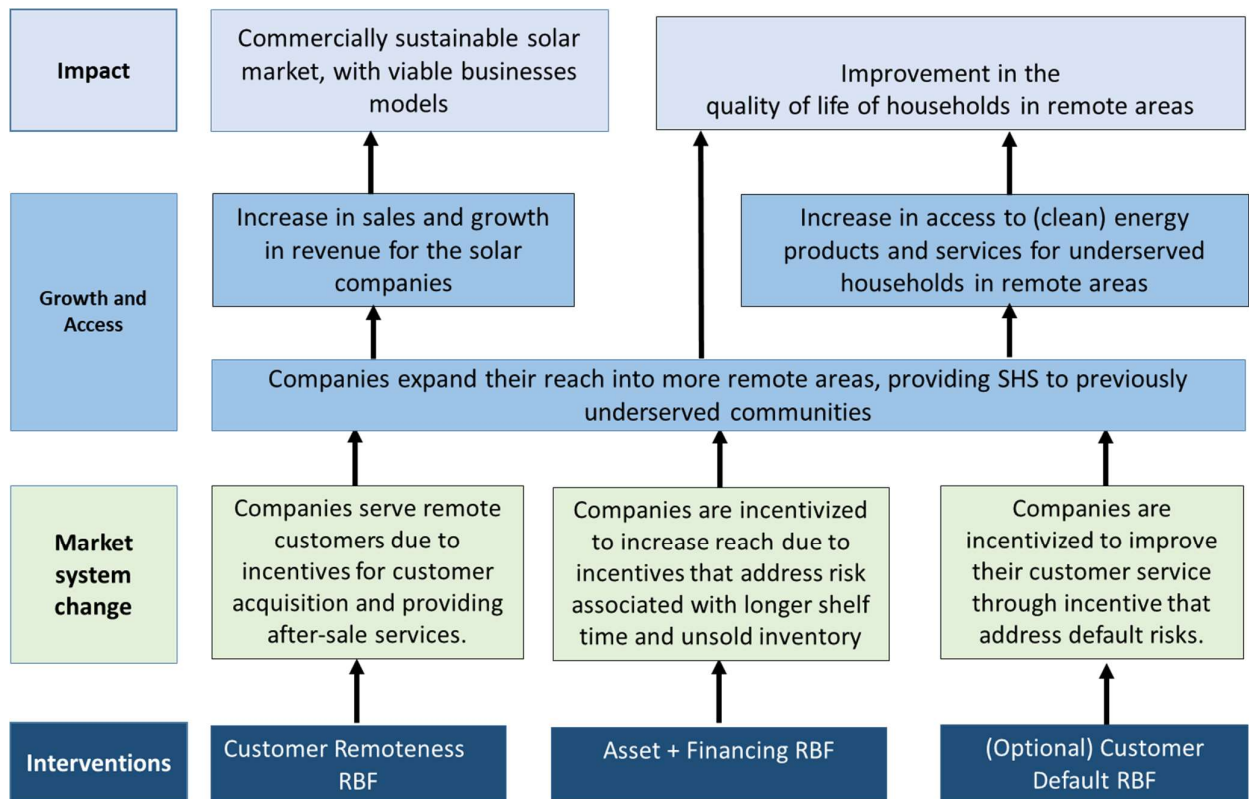 Impact
Commercially sustainable solar
market, with viable businesses
models
Improvement in the
quality of life of households in remote areas
Growth and
Access
Increase in sales and growth
in revenue for the solar
companies
Increase in access to (clean) energy
products and services for underserved
households in remote areas
Companies expand their reach into more remote areas, providing SHS to previously
underserved communities
Market
system
change
Companies serve remote
customers due to
incentives for customer
acquisition and providing
after-sale services.
Companies are incentivized
to increase reach due to
incentives that address risk
associated with longer shelf
time and unsold inventory
Companies are
incentivized to improve
their customer service
through incentive that
address default risks.
Interventions
Customer Remoteness
RBF
Asset + Financing RBF
(Optional) Customer
Default RBF